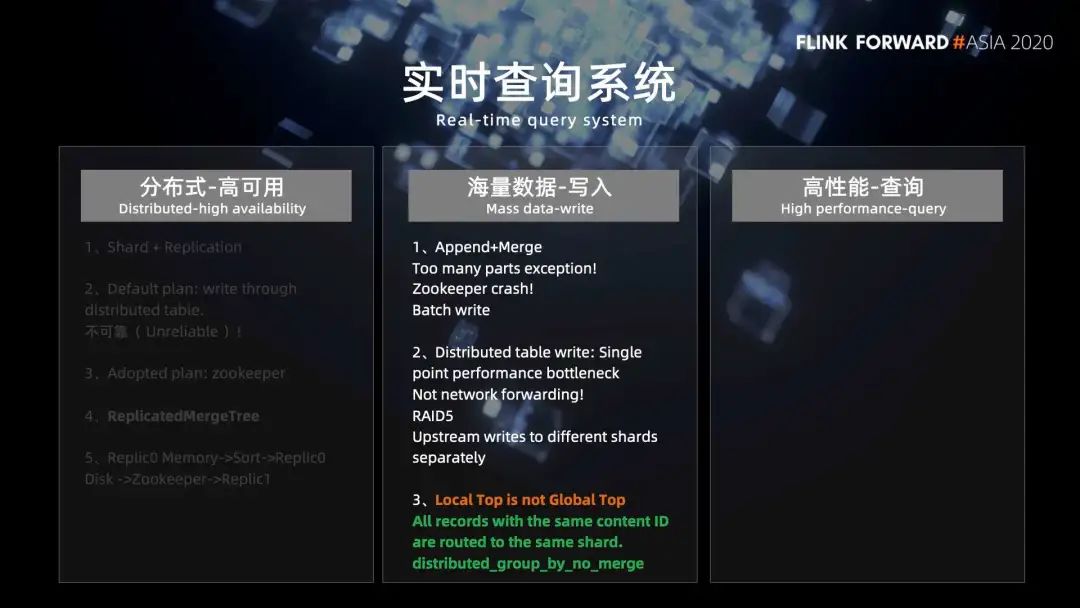 FLINK FORWARD #ASIA 2020
实时查询系统
Real-time query system
分布式-高可用
Distributed-high availability
1、Shard + Replication
2、Default plan: write through
distributed table.
不可靠（ Unreliable ）!
3、Adopted plan: zookeeper
4、ReplicatedMergeTree
5、Replic0 Memory->Sort->Replic0
Disk ->Zookeeper->Replic1
海量数据-写入
Mass data-write
1、Append+Merge
Too many parts exception!
Zookeeper crash!
Batch write
2、Distributed table write: Single
point performance bottleneck
Not network forwarding!
RAID5
Upstream writes to different shards
separately
3、Local Top is not Global Top
All records with the same content ID
are routed to the same shard.
distributed_group_by_no_merge
高性能-查询
High performance-query